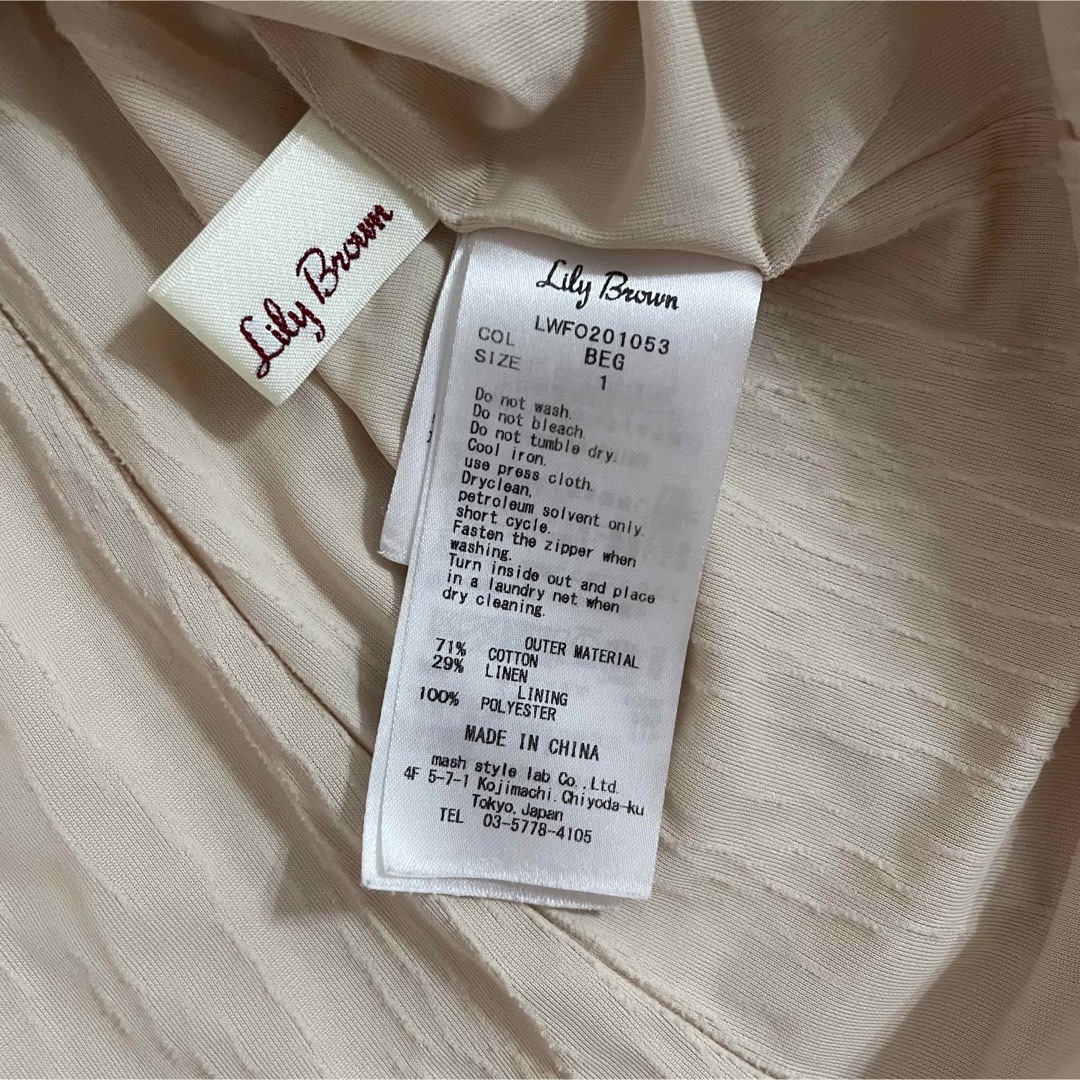 Lily Brown
Lily Brown
LWFO201053
COL BEG
SIZE 1
Do not wash.
Do not bleach.
Do not tumble dry.
Cool iron.
use press cloth.
Dryclean,
petroleum solvent only.
short cycle.
Fasten the zipper when
washing.
Turn inside out and place
in a laundry net when
dry cleaning.
OUTER MATERIAL
71% COTTON
29% LINEN
LINING
100% POLYESTER
MADE IN CHINA
mash style lab Co.,Ltd.
4F 5-7-1 Kojimachi,Chiyoda-ku
Tokyo,Japan
TEL 03-5778-4105